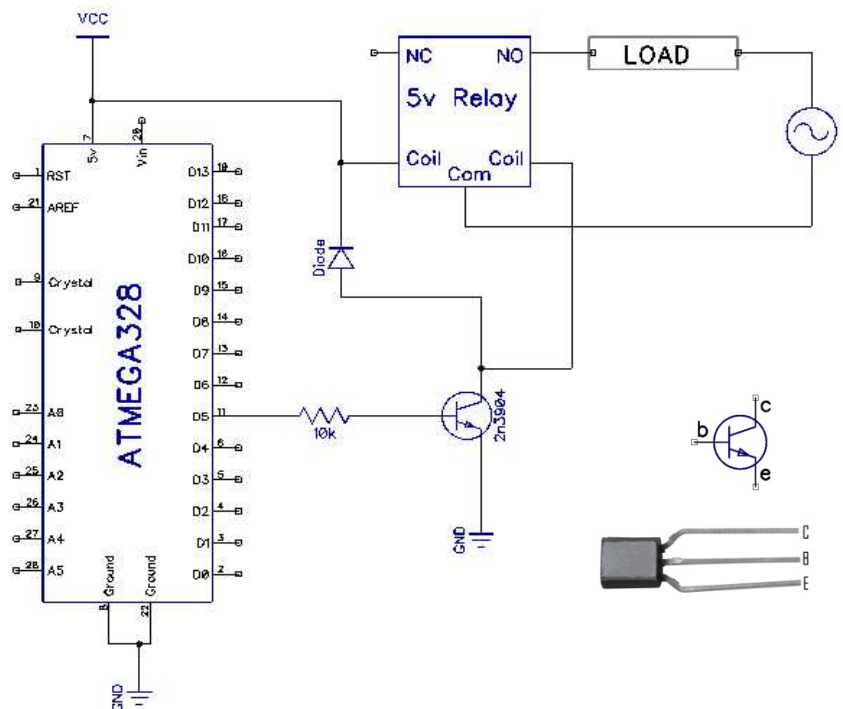 VCC
NC
NO
LOAD
5v Relay
7
20
5v
Vin
Coil
Coil
Com
1
RST
D13
19
21
AREF
D12
18
D11
17
D10
16
Diode
9
Crystal
D9
15
D8
14
10
Crystal
D7
13
D6
12
ATMEGA328
23
A0
D5
11
10k
2n3904
c
b
e
24
A1
D4
6
25
A2
D3
5
26
A3
D2
4
27
A4
D1
3
28
A5
D0
2
GND
Ground
Ground
8
22
GND
C
B
E